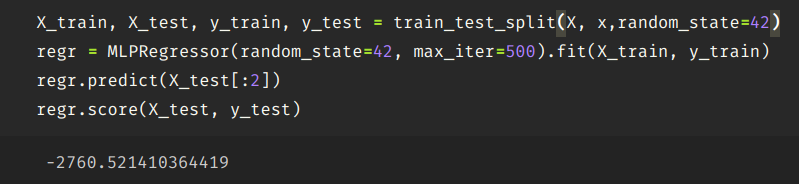 X_train, X_test, y_train, y_test = train_test_split(X, x,random_state=42)
regr = MLPRegressor(random_state=42, max_iter=500).fit(X_train, y_train)
regr.predict(X_test[:2])
regr.score(X_test, y_test)
-2760.521410364419